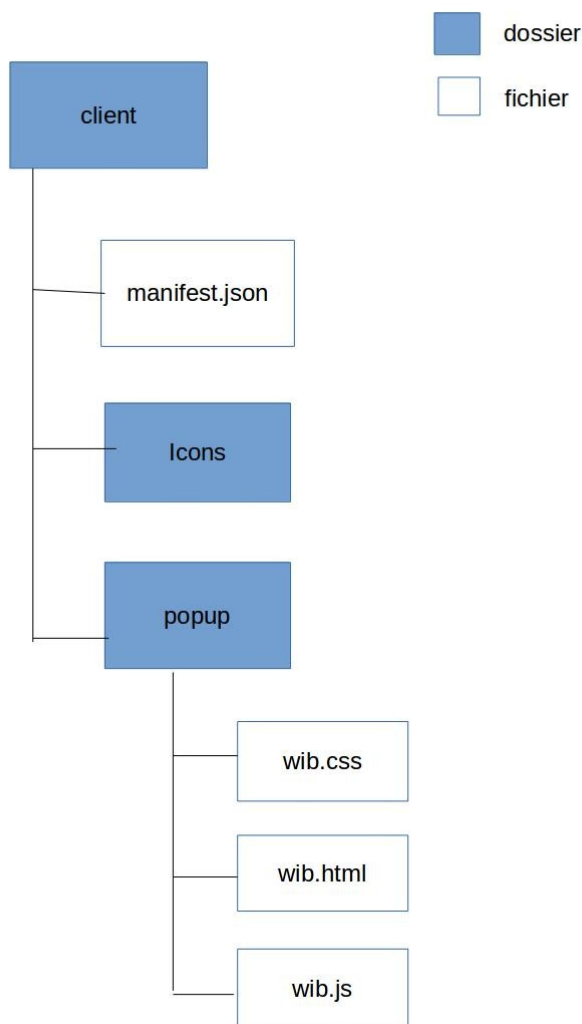 dossier
fichier
client
manifest.json
Icons
popup
wib.css
wib.html
wib.js